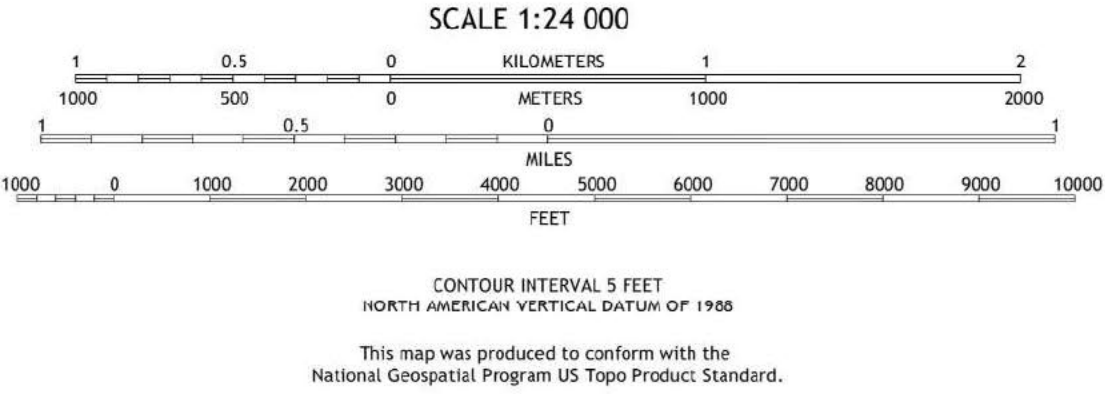 SCALE 1:24 000
1 0.5 0 KILOMETERS 1 2
1000 500 0 METERS 1000 2000
1 0.5 0 1
MILES
1000 0 1000 2000 3000 4000 5000 6000 7000 8000 9000 10000
FEET
CONTOUR INTERVAL 5 FEET
NORTH AMERICAN VERTICAL DATUM OF 1988
This map was produced to conform with the
National Geospatial Program US Topo Product Standard.